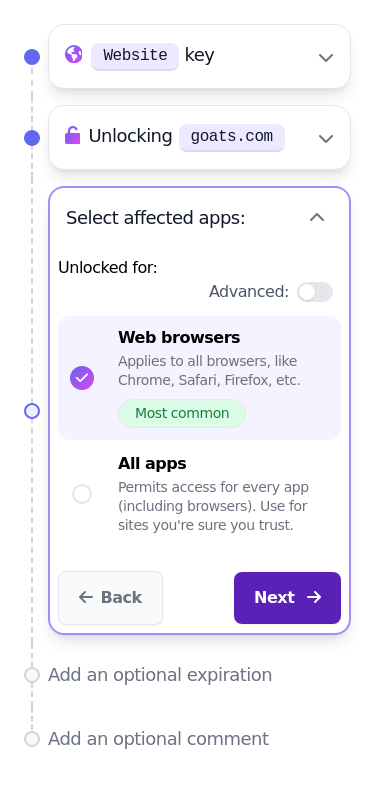 Website key
Unlocking goats.com
Select affected apps:
Unlocked for:
Advanced:
Web browsers
Applies to all browsers, like
Chrome, Safari, Firefox, etc.
Most common
All apps
Permits access for every app
(including browsers). Use for
sites you're sure you trust.
Back
Next
Add an optional expiration
Add an optional comment